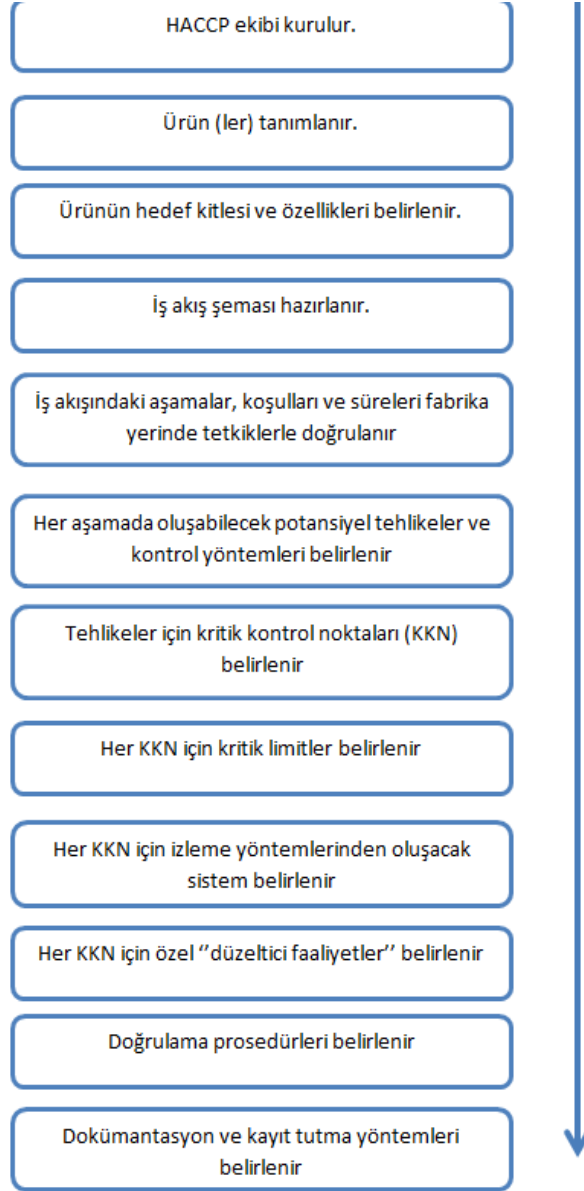 HACCP ekibi kurulur.
Ürün (ler) tanımlanır.
Ürünün hedef kitlesi ve özellikleri belirlenir.
İş akış şeması hazırlanır.
İş akışındaki aşamalar, koşulları ve süreleri fabrika
yerinde tetkiklerle doğrulanır
Her aşamada oluşabilecek potansiyel tehlikeler ve
kontrol yöntemleri belirlenir
Tehlikeler için kritik kontrol noktaları (KKN)
belirlenir
Her KKN için kritik limitler belirlenir
Her KKN için izleme yöntemlerinden oluşacak
sistem belirlenir
Her KKN için özel ‘’düzeltici faaliyetler’’ belirlenir
Doğrulama prosedürleri belirlenir
Dokümantasyon ve kayıt tutma yöntemleri
belirlenir